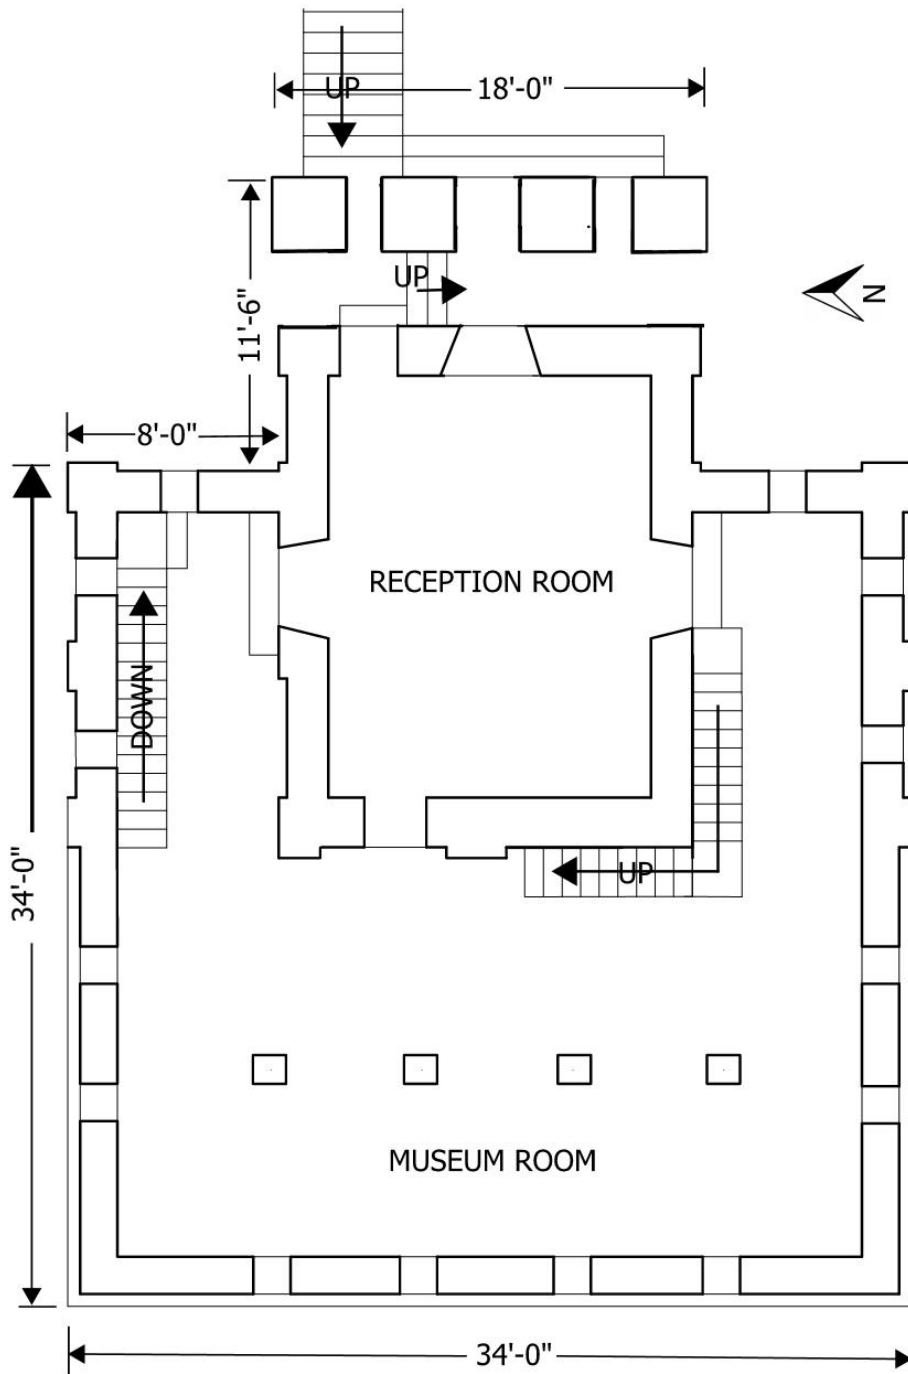 UP
18'-0"
UP
N
11'-6"
8'-0"
RECEPTION ROOM
DOWN
34'-0"
UP
MUSEUM ROOM
34'-0"